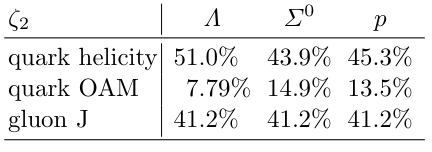 ζ₂ Λ Σ⁰ p
quark helicity 51.0% 43.9% 45.3%
quark OAM 7.79% 14.9% 13.5%
gluon J 41.2% 41.2% 41.2%